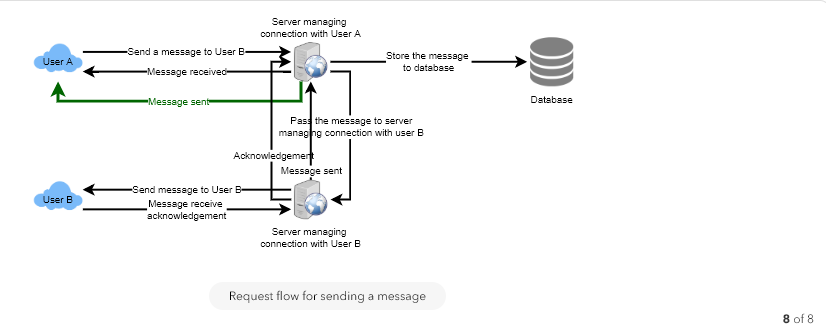 Server managing
connection with User A
User A
Send a message to User B
Message received
Message sent
Store the message
to database
Database
Pass the message to server
managing connection with user B
Acknowledgement
Message sent
User B
Send message to User B
Message receive
acknowledgement
Server managing
connection with User B
Request flow for sending a message
8 of 8